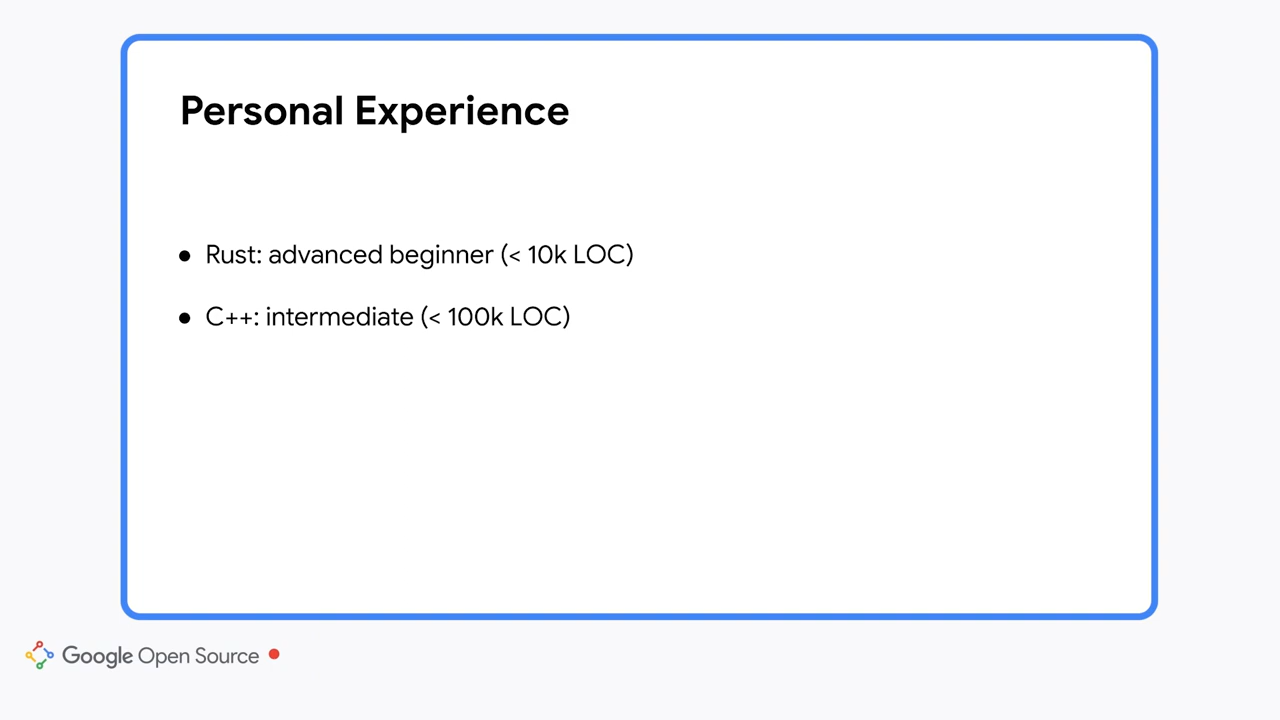 Personal Experience
● Rust: advanced beginner (< 10k LOC)
● C++: intermediate (< 100k LOC)
Google Open Source